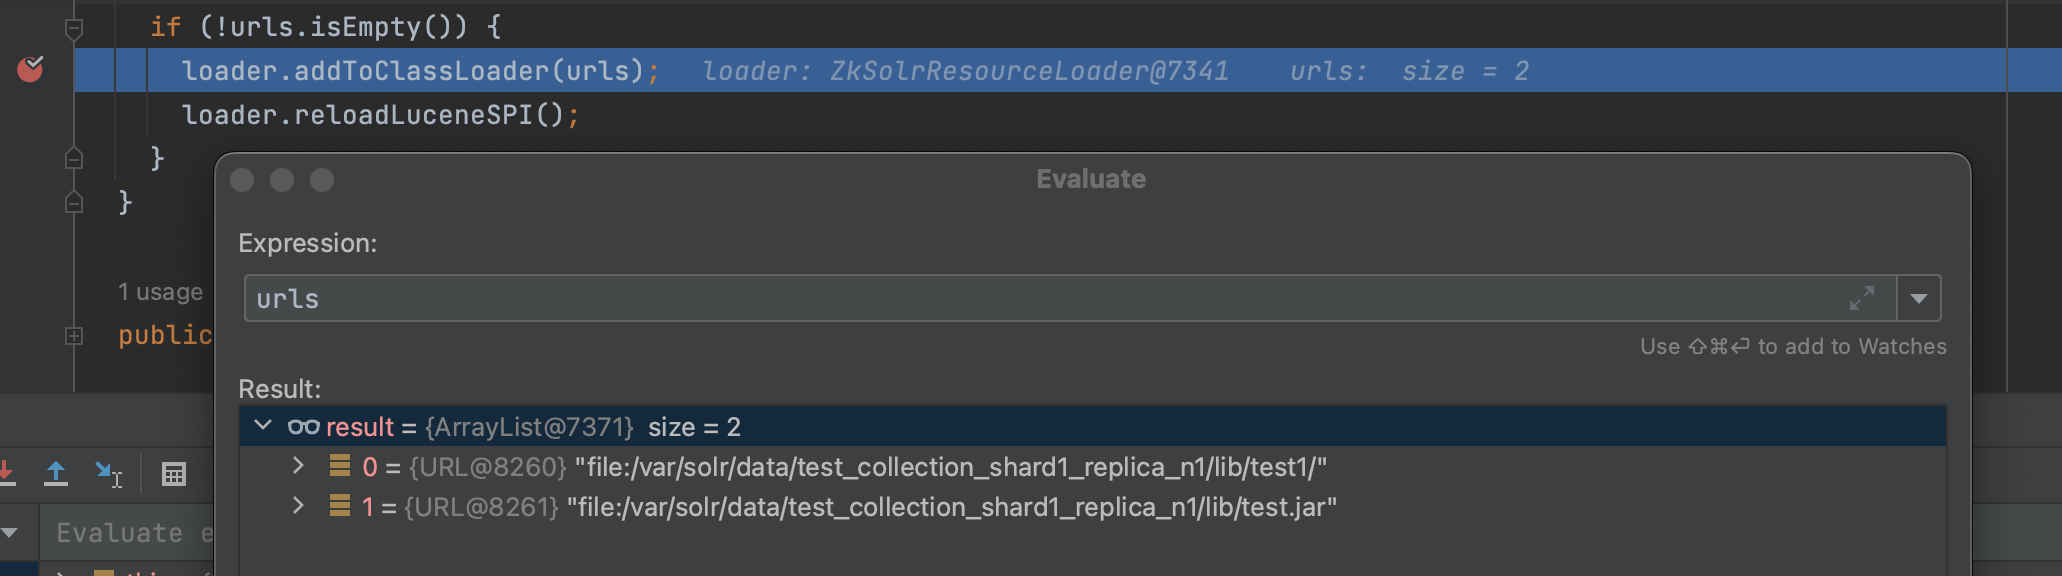 if (!urls.isEmpty()) {
loader.addToClassLoader(urls); loader: ZkSolrResourceLoader@7341 urls: size = 2
loader.reloadLuceneSPI();
}
}
1 usage
public
Evaluate
Expression:
urls
Use ⇧⌘⏎ to add to Watches
Result:
result = {ArrayList@7371} size = 2
0 = {URL@8260} "file:/var/solr/data/test_collection_shard1_replica_n1/lib/test1/"
1 = {URL@8261} "file:/var/solr/data/test_collection_shard1_replica_n1/lib/test.jar"
Evaluate e